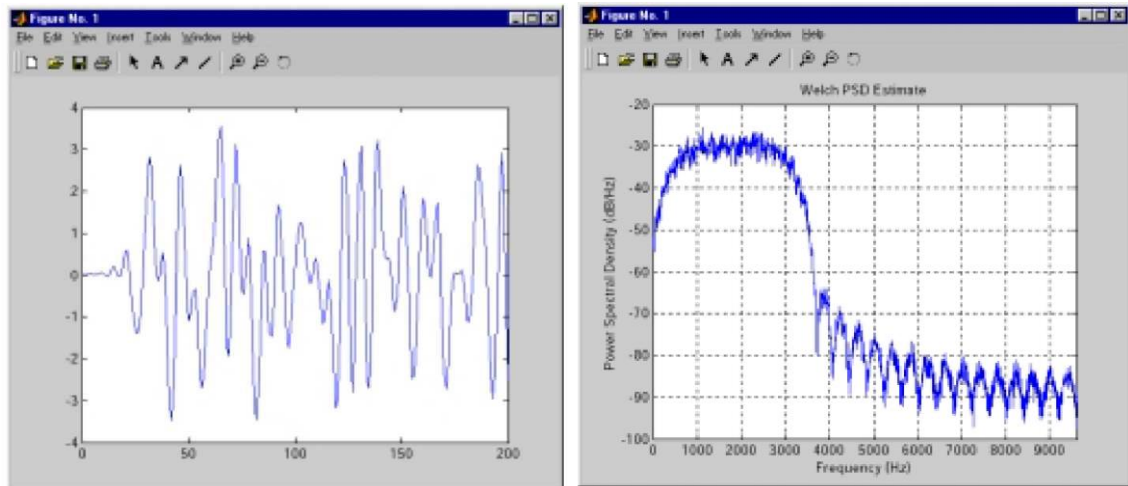 Figure No. 1
File Edit View Insert Tools Window Help
4
3
2
1
0
-1
-2
-3
-4
0 50 100 150 200
Figure No. 1
File Edit View Insert Tools Window Help
Welch PSD Estimate
Power Spectral Density (dB/Hz)
-20
-30
-40
-50
-60
-70
-80
-90
-100
0 1000 2000 3000 4000 5000 6000 7000 8000 9000
Frequency (Hz)